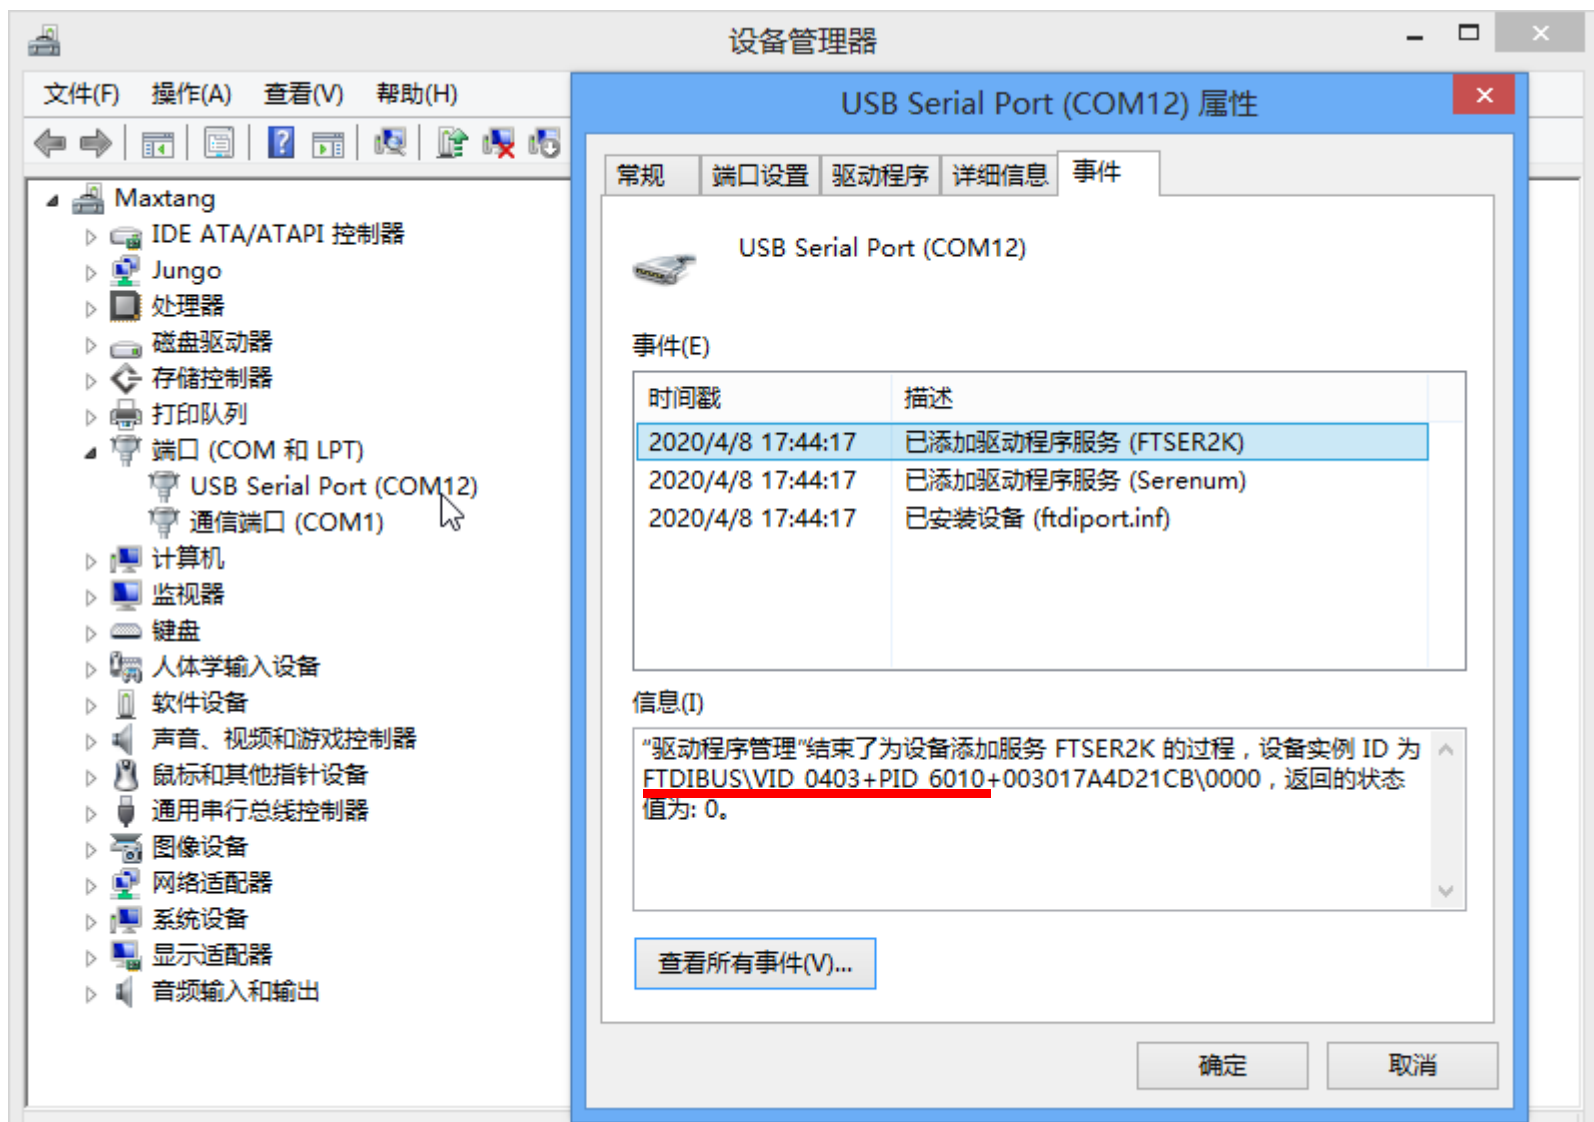 设备管理器
文件(F) 操作(A) 查看(V) 帮助(H)
Maxtang
IDE ATA/ATAPI 控制器
Jungo
处理器
磁盘驱动器
存储控制器
打印队列
端口 (COM 和 LPT)
USB Serial Port (COM12)
通信端口 (COM1)
计算机
监视器
键盘
人体学输入设备
软件设备
声音、视频和游戏控制器
鼠标和其他指针设备
通用串行总线控制器
图像设备
网络适配器
系统设备
显示适配器
音频输入和输出
USB Serial Port (COM12) 属性
常规 端口设置 驱动程序 详细信息 事件
USB Serial Port (COM12)
事件(E)
时间戳 描述
2020/4/8 17:44:17 已添加驱动程序服务 (FTSER2K)
2020/4/8 17:44:17 已添加驱动程序服务 (Serenum)
2020/4/8 17:44:17 已安装设备 (ftdiport.inf)
信息(I)
“驱动程序管理”结束了为设备添加服务 FTSER2K 的过程，设备实例 ID 为
FTDIBUS\VID_0403+PID_6010+003017A4D21CB\0000，返回的状态
值为: 0。
查看所有事件(V)...
确定 取消